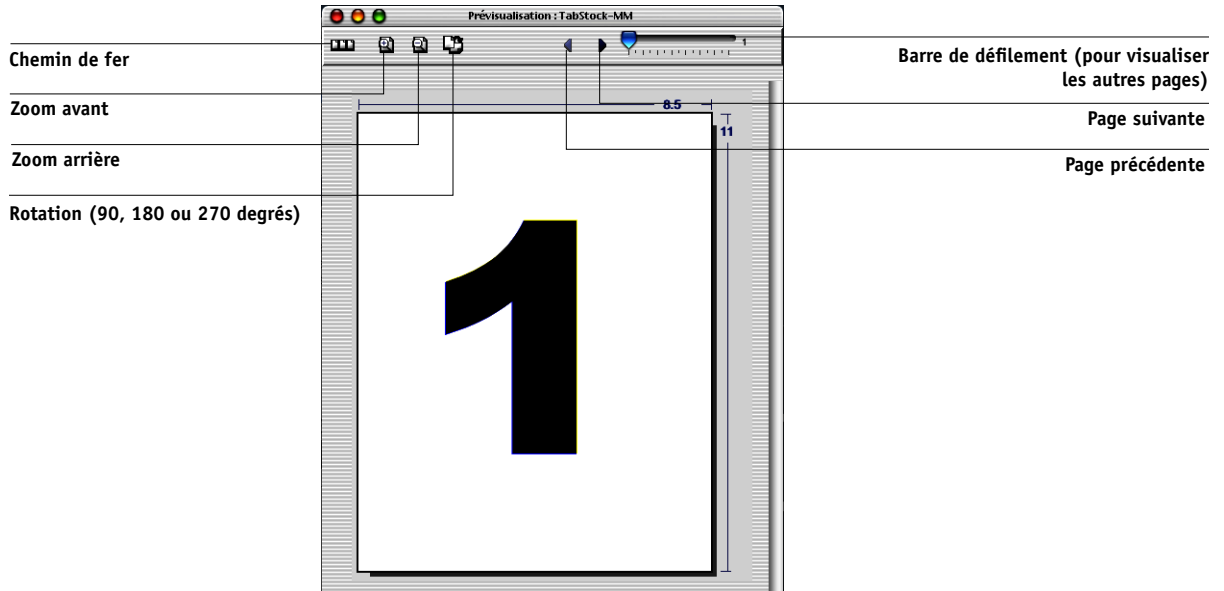 Prévisualisation : TabStock-MM
1
Chemin de fer
Zoom avant
Zoom arrière
Rotation (90, 180 ou 270 degrés)
Barre de défilement (pour visualiser
les autres pages)
Page suivante
Page précédente
8.5
11
1